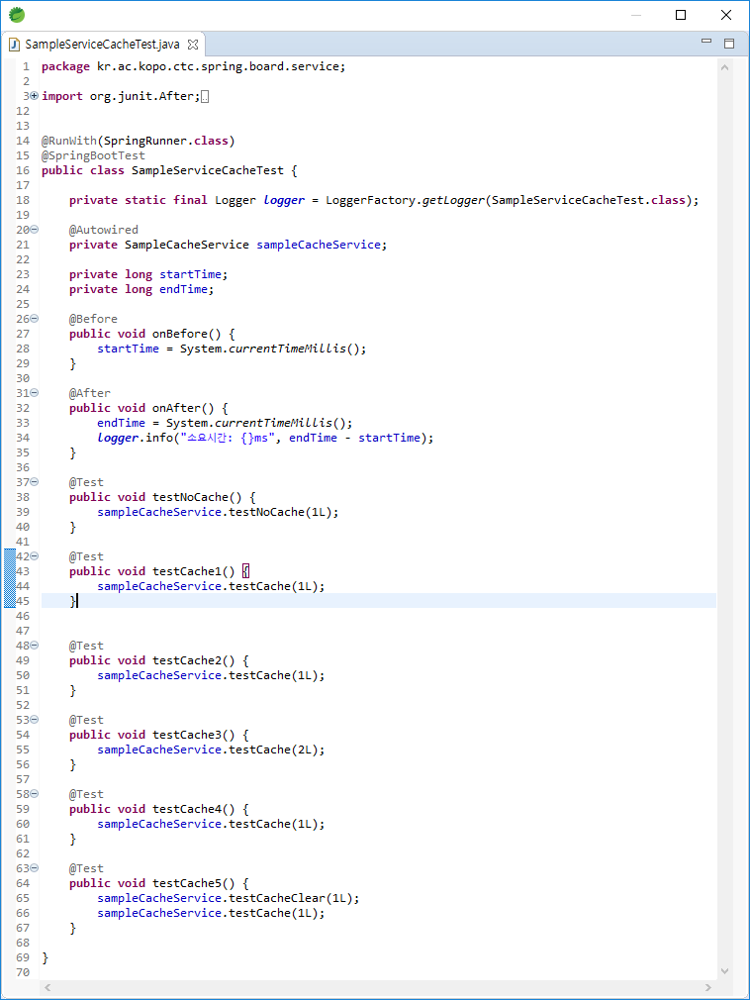 SampleServiceCacheTest.java
1 package kr.ac.kopo.ctc.spring.board.service;
2
3 import org.junit.After;
12
13
14 @RunWith(SpringRunner.class)
15 @SpringBootTest
16 public class SampleServiceCacheTest {
17
18 private static final Logger logger = LoggerFactory.getLogger(SampleServiceCacheTest.class);
19
20 @Autowired
21 private SampleCacheService sampleCacheService;
22
23 private long startTime;
24 private long endTime;
25
26 @Before
27 public void onBefore() {
28 startTime = System.currentTimeMillis();
29 }
30
31 @After
32 public void onAfter() {
33 endTime = System.currentTimeMillis();
34 logger.info("소요시간: {}ms", endTime - startTime);
35 }
36
37 @Test
38 public void testNoCache() {
39 sampleCacheService.testNoCache(1L);
40 }
41
42 @Test
43 public void testCache1() {
44 sampleCacheService.testCache(1L);
45 }
46
47
48 @Test
49 public void testCache2() {
50 sampleCacheService.testCache(1L);
51 }
52
53 @Test
54 public void testCache3() {
55 sampleCacheService.testCache(2L);
56 }
57
58 @Test
59 public void testCache4() {
60 sampleCacheService.testCache(1L);
61 }
62
63 @Test
64 public void testCache5() {
65 sampleCacheService.testCacheClear(1L);
66 sampleCacheService.testCache(1L);
67 }
68
69 }
70